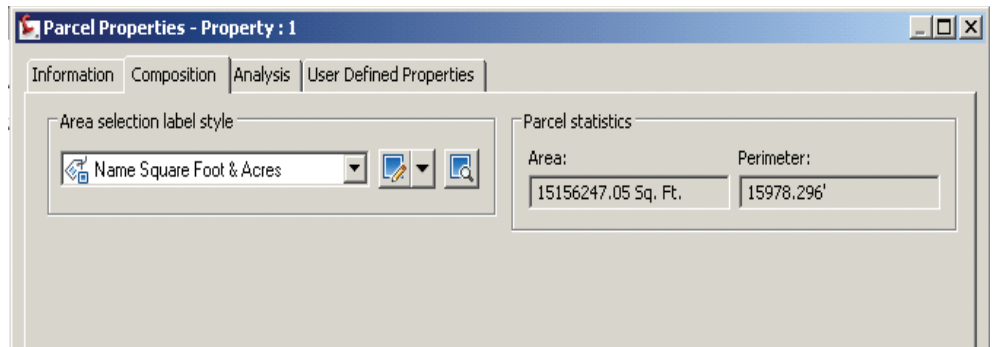 Parcel Properties - Property : 1
Information Composition Analysis User Defined Properties
Area selection label style
Name Square Foot & Acres
Parcel statistics
Area: Perimeter:
15156247.05 Sq. Ft. 15978.296'